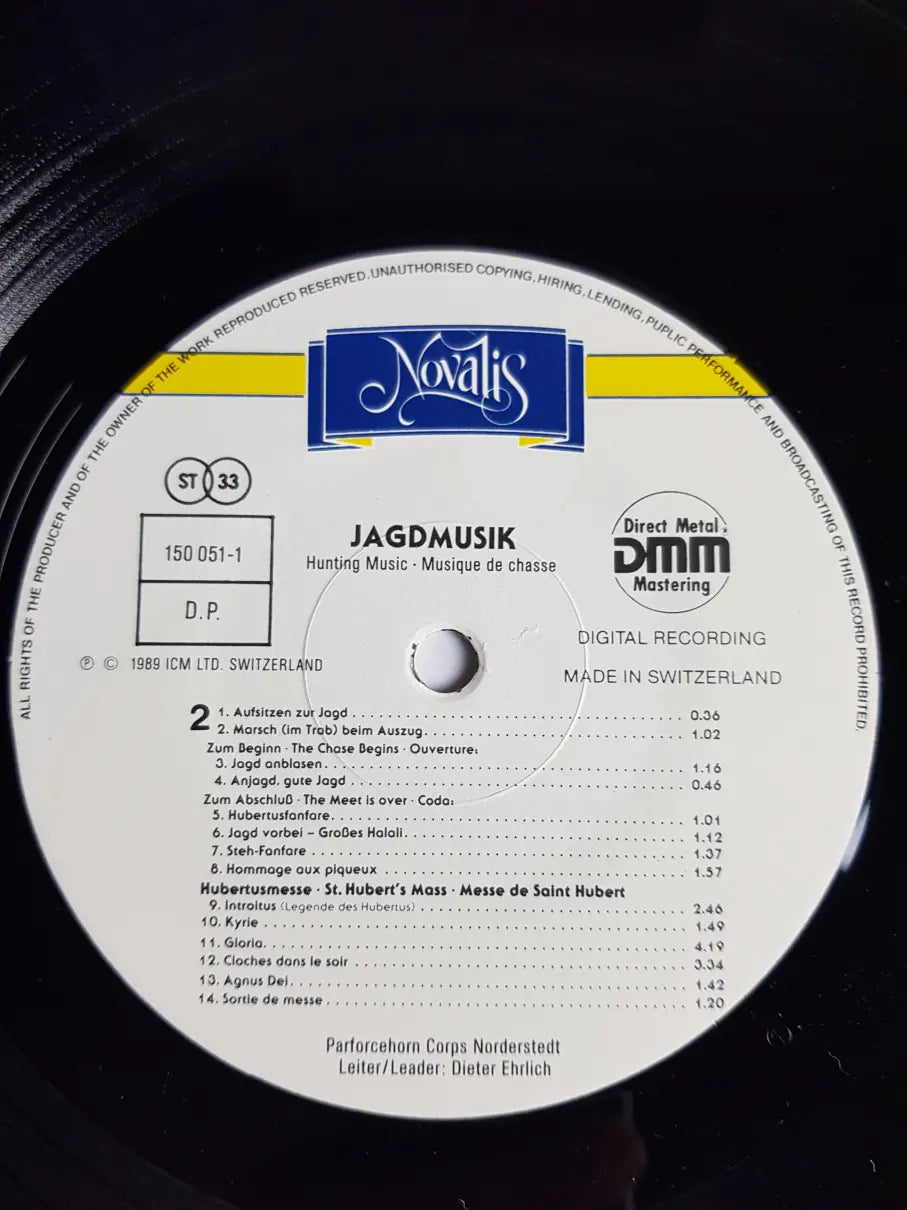 ALL RIGHTS OF THE PRODUCER AND OF THE OWNER OF THE WORK REPRODUCED RESERVED. UNAUTHORISED COPYING, HIRING, LENDING, PUPLIC PERFORMANCE AND BROADCASTING OF THIS RECORD PROHIBITED.
Novalis
ST 33
150 051-1
D.P.
℗ © 1989 ICM LTD. SWITZERLAND
JAGDMUSIK
Hunting Music · Musique de chasse
Direct Metal
DMM
Mastering
DIGITAL RECORDING
MADE IN SWITZERLAND
2 1. Aufsitzen zur Jagd 0.36
2. Marsch (im Trab) beim Auszug 1.02
Zum Beginn · The Chase Begins · Ouverture:
3. Jagd anblasen 1.16
4. Anjagd, gute Jagd 0.46
Zum Abschluß · The Meet is over · Coda:
5. Hubertusfanfare 1.01
6. Jagd vorbei – Großes Halali 1.12
7. Steh-Fanfare 1.37
8. Hommage aux piqueux 1.57
Hubertusmesse · St. Hubert's Mass · Messe de Saint Hubert
9. Introitus (Legende des Hubertus) 2.46
10. Kyrie 1.49
11. Gloria 4.19
12. Cloches dans le soir 3.34
13. Agnus Dei 1.42
14. Sortie de messe 1.20
Parforcehorn Corps Norderstedt
Leiter/Leader: Dieter Ehrlich